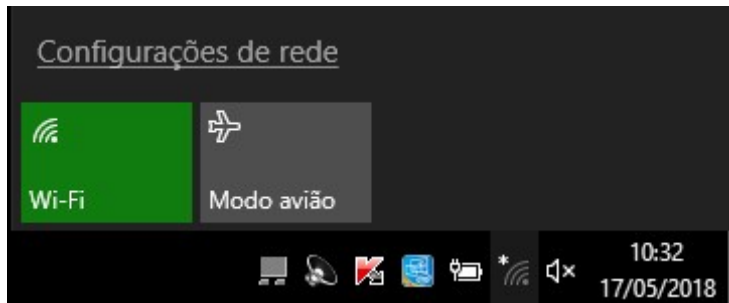 Configurações de rede
Wi-Fi
Modo avião
10:32
17/05/2018